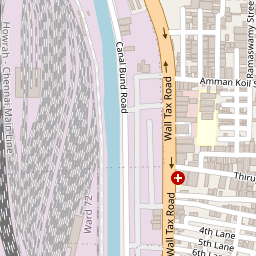 Howrah - Chennai Main Line
Canal Bund Road
Wall Tax Road
Ramaswamy Stree
Amman Koil S
Ward 72
Thiru
Wall Tax Road
4th Lane
5th Lane
6th Lane